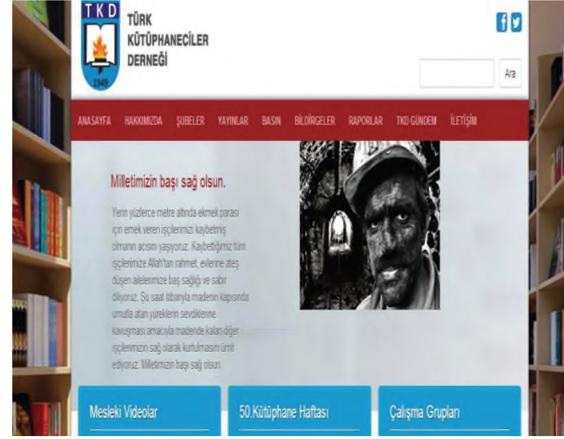 TKD
TÜRK
KÜTÜPHANECİLER
DERNEĞİ
1949
Ara
ANASAYFA HAKKIMIZDA ŞUBELER YAYINLAR BASIN BİLDİRGELER RAPORLAR TKD GÜNDEM İLETİŞİM
Milletimizin başı sağ olsun.
Yerin yüzlerce metre altında ekmek parası
için emek veren işçilerimizi kaybetmiş
olmanın acısını yaşıyoruz. Kaybettiğimiz tüm
işçilerimize Allah'tan rahmet, evlerine ateş
düşen ailelerimize baş sağlığı ve sabır
diliyoruz. Şu saat itibarıyla madenin kapısında
umutla atan yüreklerin sevdiklerine
kavuşması amacıyla madende kalan diğer
işçilerimizin sağ olarak kurtulmasını ümit
ediyoruz. Milletimizin başı sağ olsun.
Mesleki Videolar
50.Kütüphane Haftası
Çalışma Grupları